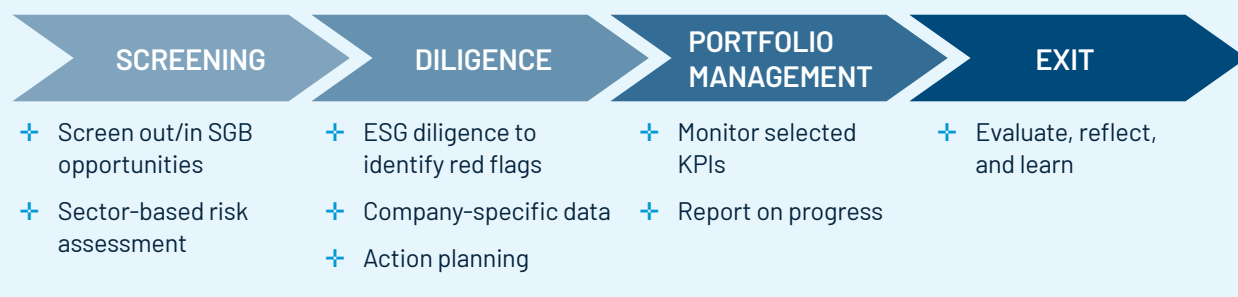 SCREENING
Screen out/in SGB
opportunities
Sector-based risk
assessment
DILIGENCE
ESG diligence to
identify red flags
Company-specific data
Action planning
PORTFOLIO
MANAGEMENT
Monitor selected
KPIs
Report on progress
EXIT
Evaluate, reflect,
and learn